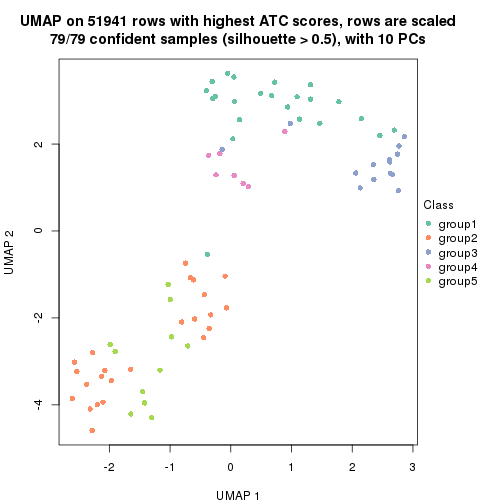 UMAP on 51941 rows with highest ATC scores, rows are scaled
79/79 confident samples (silhouette > 0.5), with 10 PCs
2
0
-2
-4
UMAP 2
-2
-1
0
1
2
3
UMAP 1
Class
group1
group2
group3
group4
group5